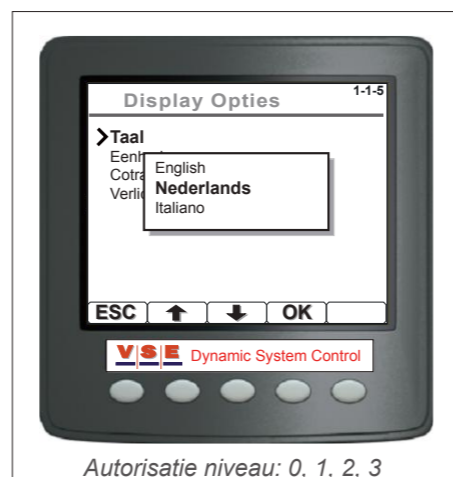 Display Opties
1-1-5
Taal
English
Nederlands
Italiano
ESC
OK
VSE Dynamic System Control
Autorisatie niveau: 0, 1, 2, 3